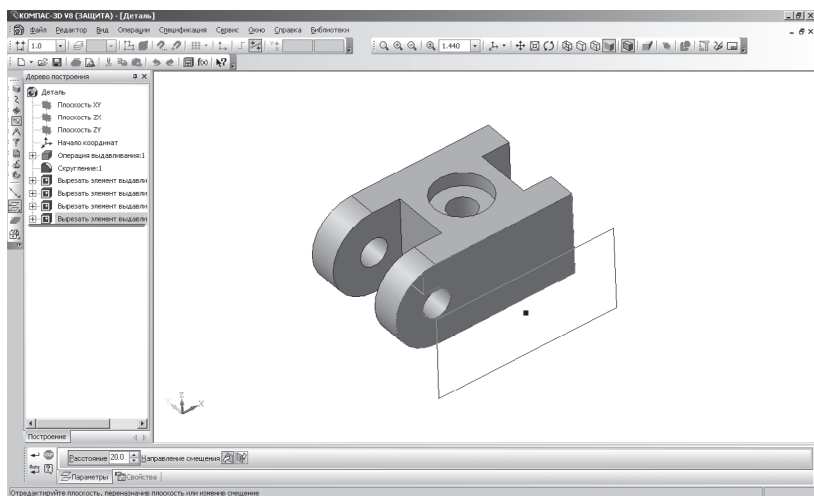 КОМПАС-3D V8 (ЗАЩИТА) - [Деталь]
Файл Редактор Вид Операции Спецификация Сервис Окно Справка Библиотеки
1.0 1.440
f(x)
Дерево построения
Деталь
Плоскость XY
Плоскость ZX
Плоскость ZY
Начало координат
Операция выдавливания:1
Скругление:1
Вырезать элемент выдавли
Вырезать элемент выдавли
Вырезать элемент выдавли
Вырезать элемент выдавли
Z
Y X
Построение
STOP Расстояние 20.0 Направление смещения
Auto Параметры Свойства
Отредактируйте плоскость, переназначив плоскость или изменив смещение